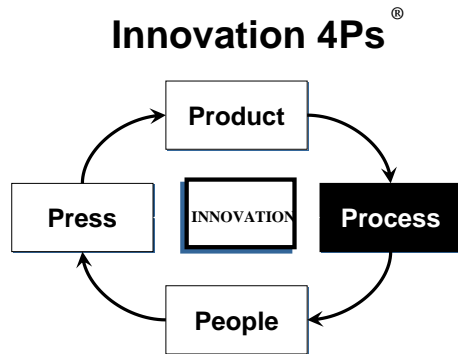 Innovation 4Ps ®
Product
Press
INNOVATION
Process
People